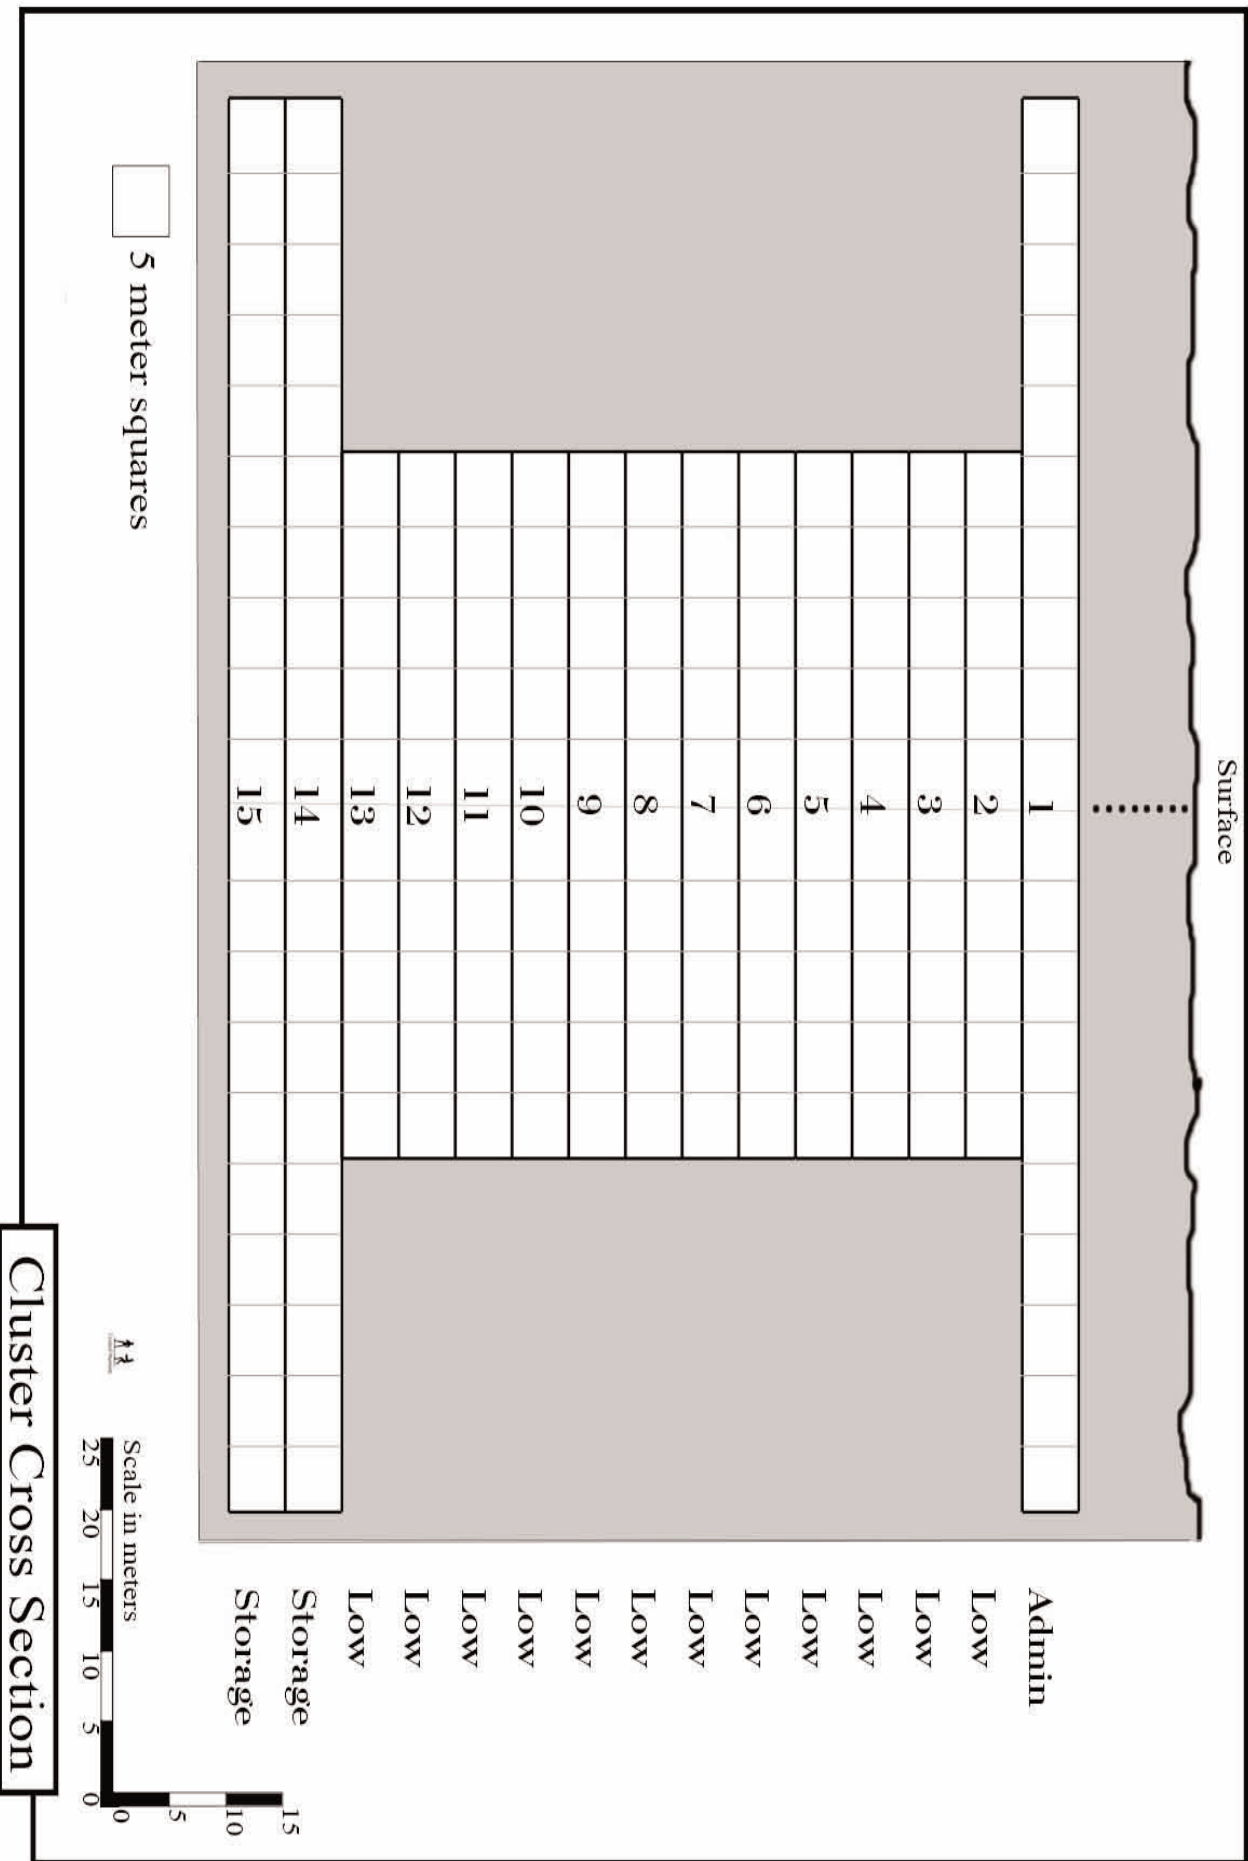 Surface
1 Admin
2 Low
3 Low
4 Low
5 Low
6 Low
7 Low
8 Low
9 Low
10 Low
11 Low
12 Low
13 Low
14 Storage
15 Storage
5 meter squares
Scale in meters
25 20 15 10 5 0
15
10
5
0
Cluster Cross Section